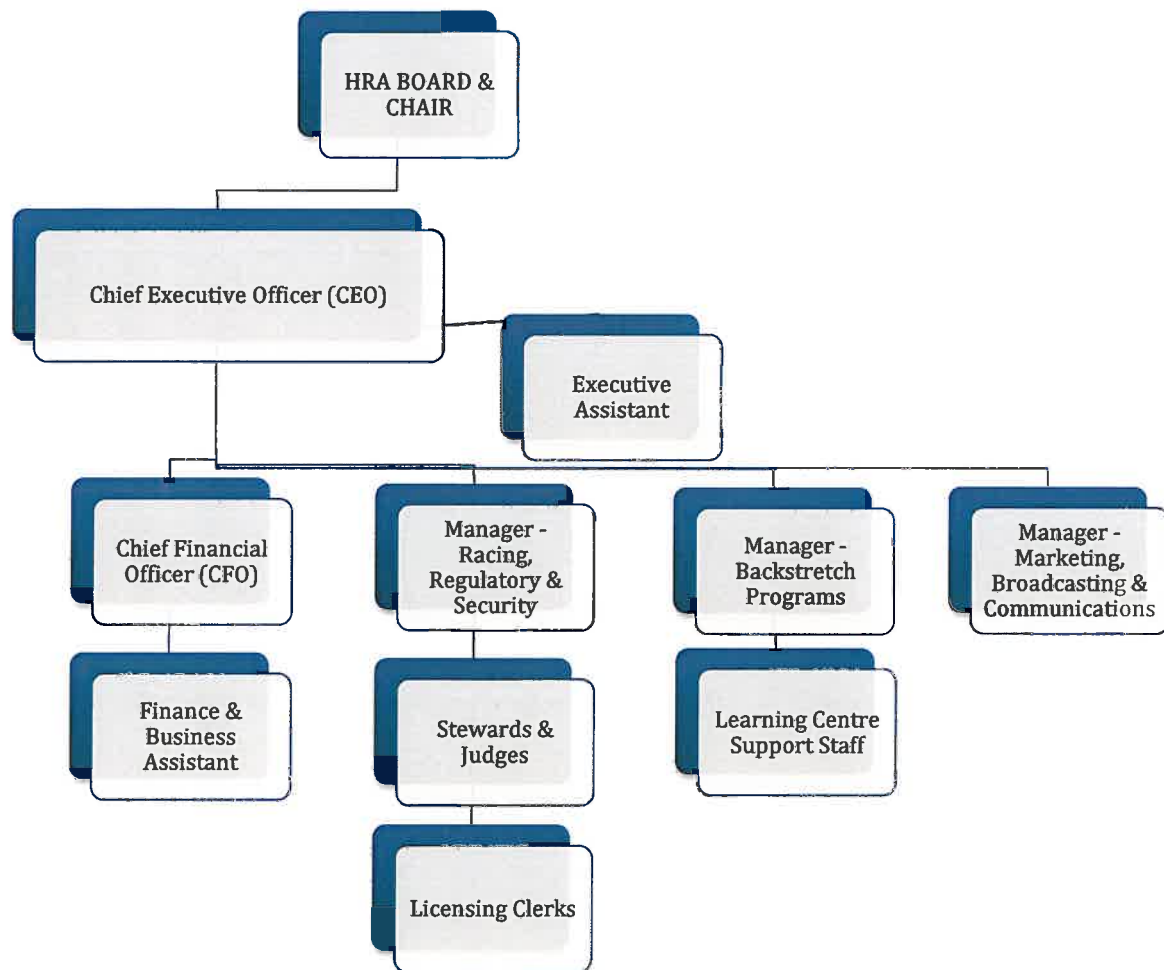 HRA BOARD &
CHAIR
Chief Executive Officer (CEO)
Executive
Assistant
Chief Financial
Officer (CFO)
Manager -
Racing,
Regulatory &
Security
Manager -
Backstretch
Programs
Manager -
Marketing,
Broadcasting &
Communications
Finance &
Business
Assistant
Stewards &
Judges
Learning Centre
Support Staff
Licensing Clerks